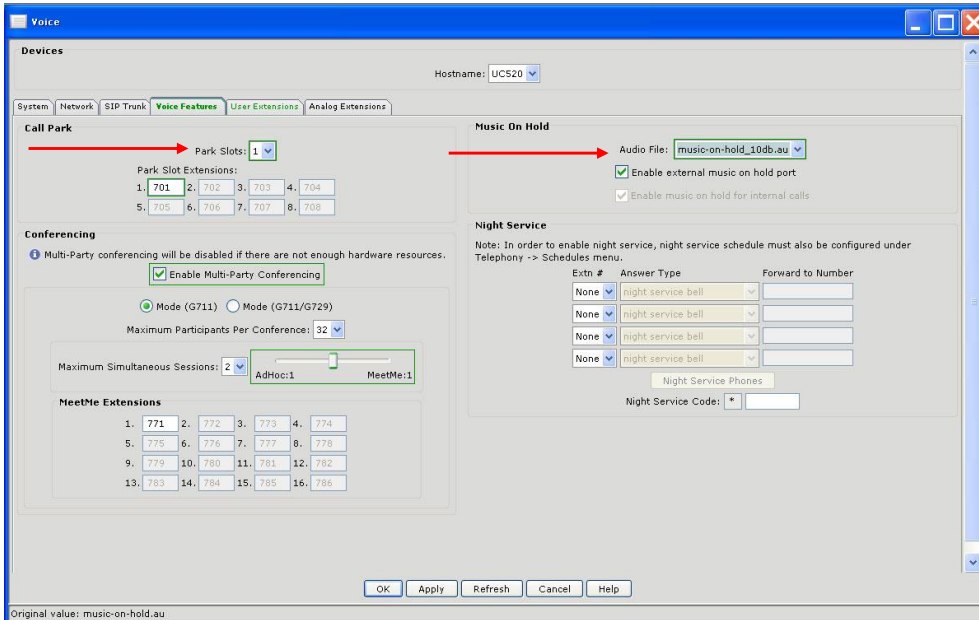 Voice
Devices
Hostname: UC520
System Network SIP Trunk Voice Features User Extensions Analog Extensions
Call Park
Park Slots: 1
Park Slot Extensions:
1. 701 2. 702 3. 703 4. 704
5. 705 6. 706 7. 707 8. 708
Conferencing
Multi-Party conferencing will be disabled if there are not enough hardware resources.
Enable Multi-Party Conferencing
Mode (G711) Mode (G711/G729)
Maximum Participants Per Conference: 32
Maximum Simultaneous Sessions: 2
AdHoc:1 MeetMe:1
MeetMe Extensions
1. 771 2. 772 3. 773 4. 774
5. 775 6. 776 7. 777 8. 778
9. 779 10. 780 11. 781 12. 782
13. 783 14. 784 15. 785 16. 786
Music On Hold
Audio File: music-on-hold_10db.au
Enable external music on hold port
Enable music on hold for internal calls
Night Service
Note: In order to enable night service, night service schedule must also be configured under
Telephony -> Schedules menu.
Extn # Answer Type Forward to Number
None night service bell
None night service bell
None night service bell
None night service bell
Night Service Phones
Night Service Code: *
OK Apply Refresh Cancel Help
Original value: music-on-hold.au